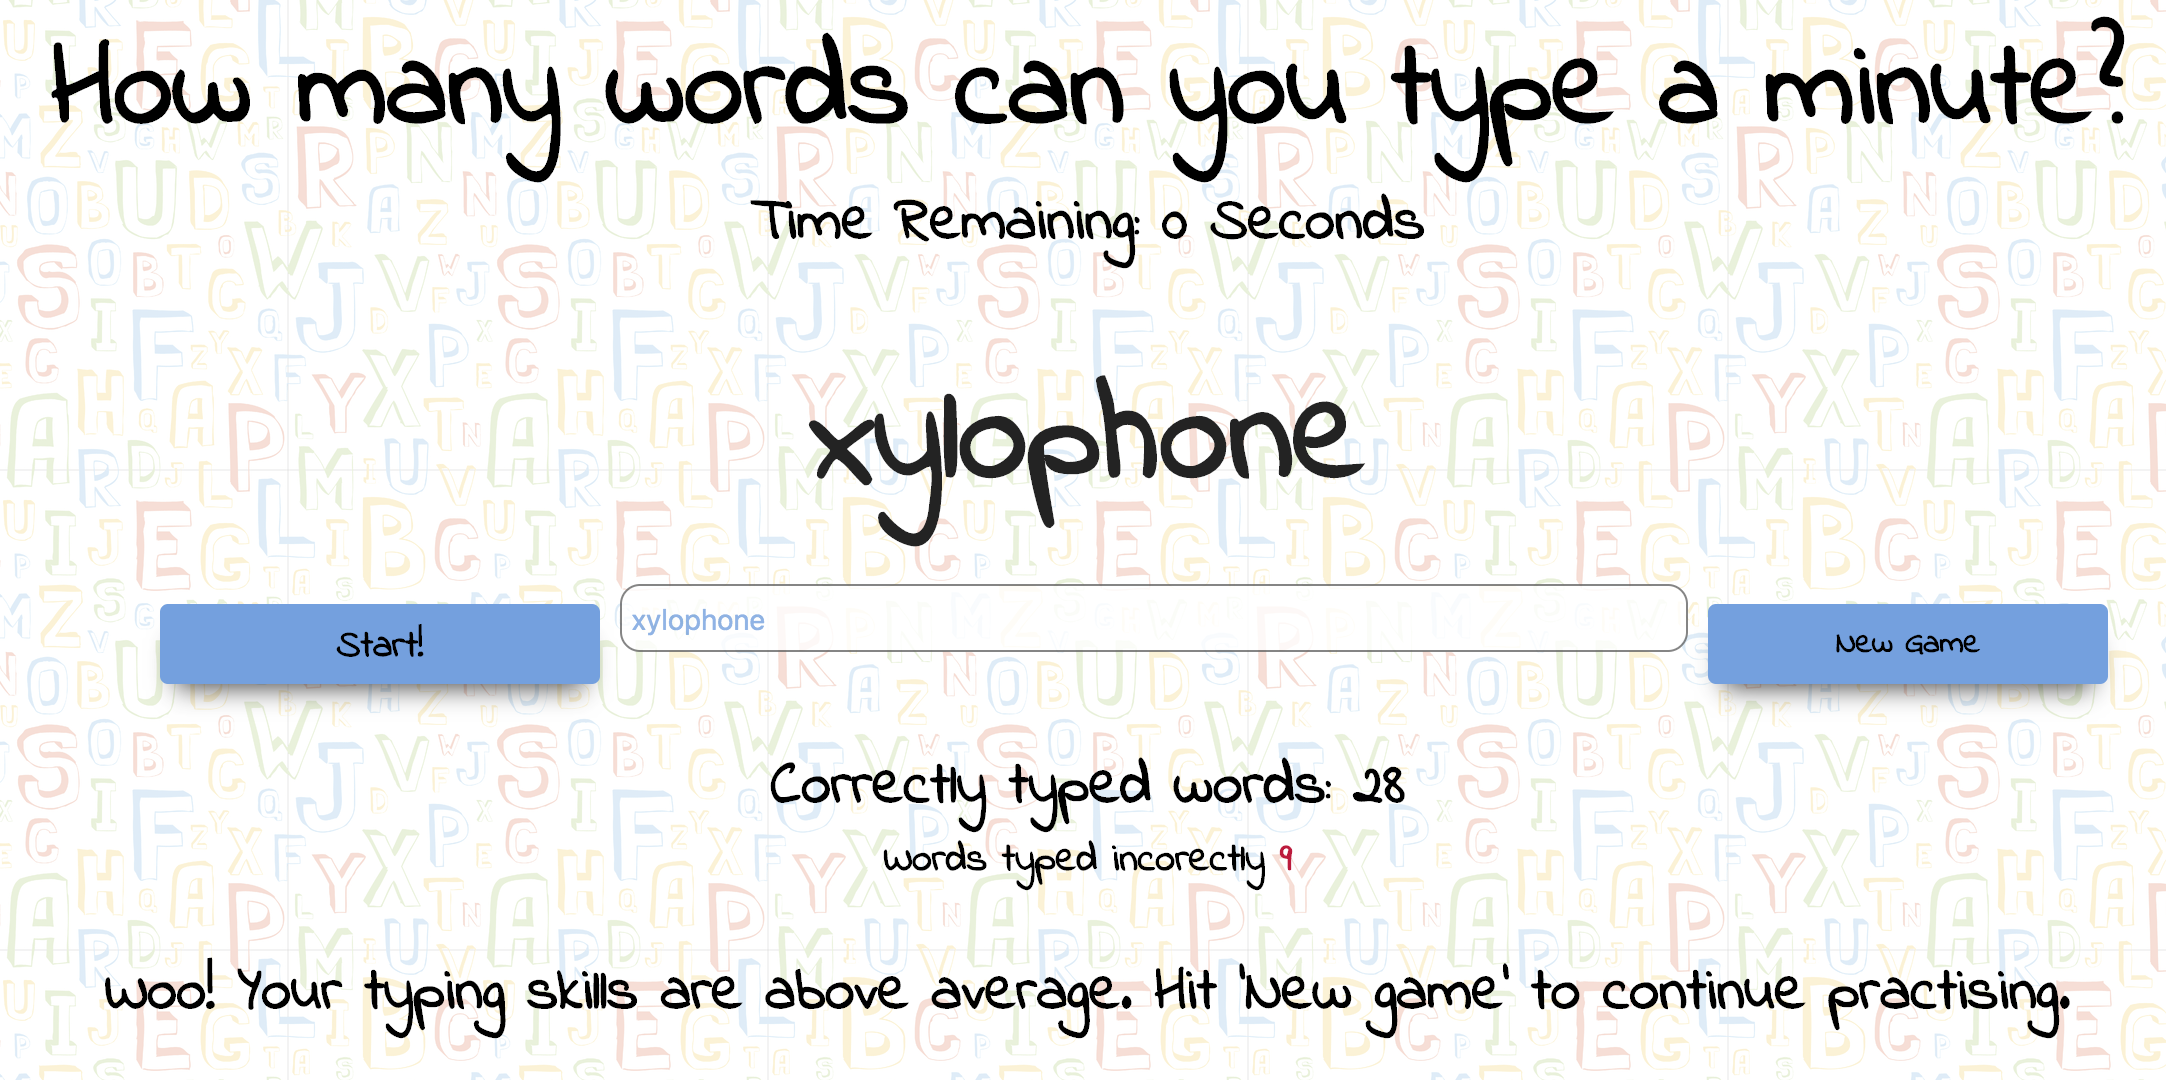 How many words can you type a minute?
Time Remaining: 0 Seconds
xylophone
Start!
xylophone
New Game
Correctly typed words: 28
Words typed incorectly 9
Woo! Your typing skills are above average. Hit 'New game' to continue practising.